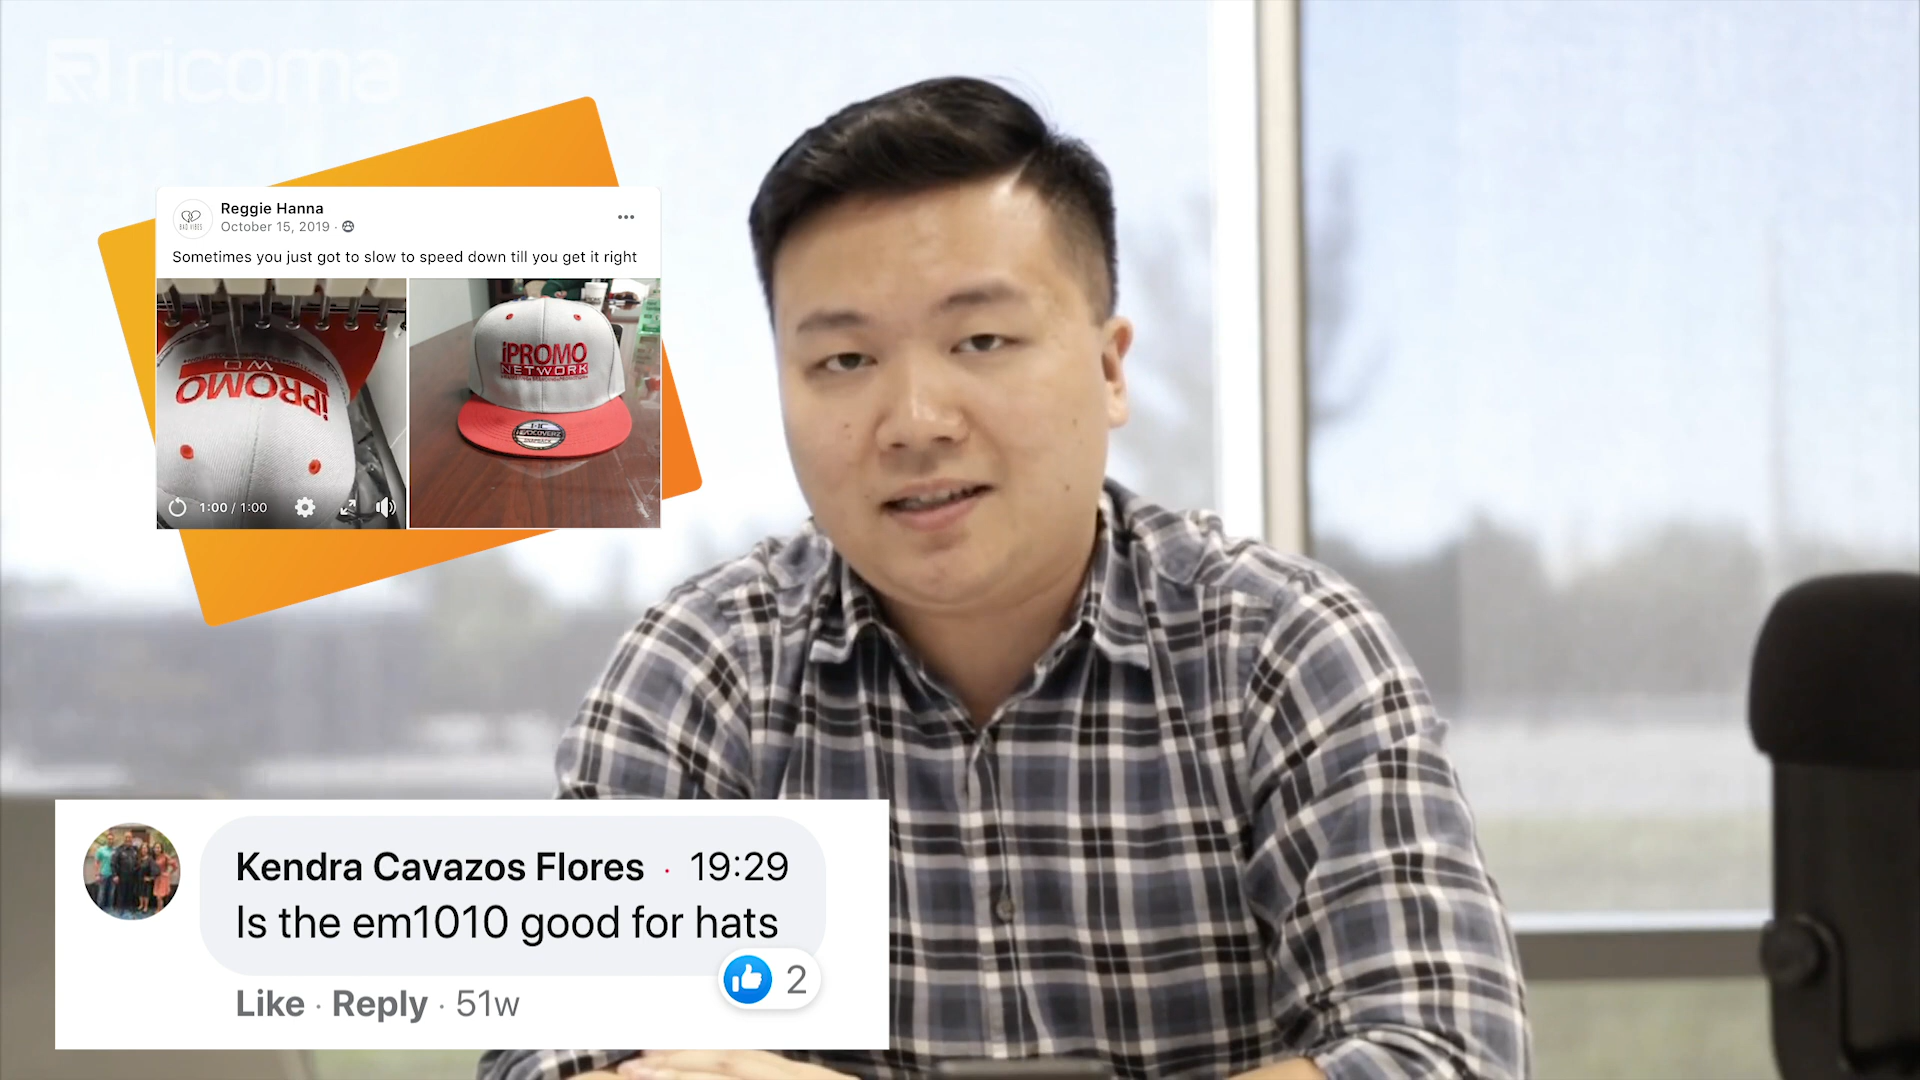 ricoma
Reggie Hanna
October 15, 2019 ·
Sometimes you just got to slow to speed down till you get it right
iPROMO
WO
1:00 / 1:00
iPROMO
NETWORK
HEADCOVERZ
Kendra Cavazos Flores · 19:29
Is the em1010 good for hats
2
Like · Reply · 51w